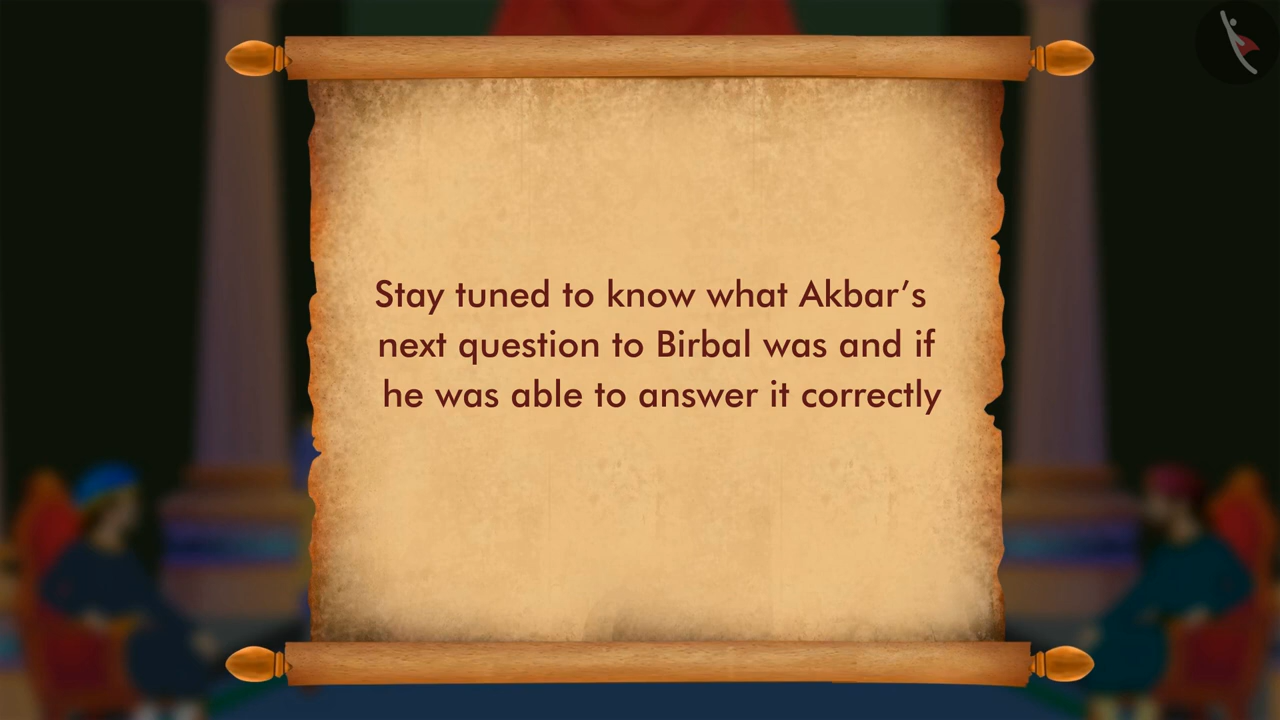 Stay tuned to know what Akbar’s
next question to Birbal was and if
he was able to answer it correctly